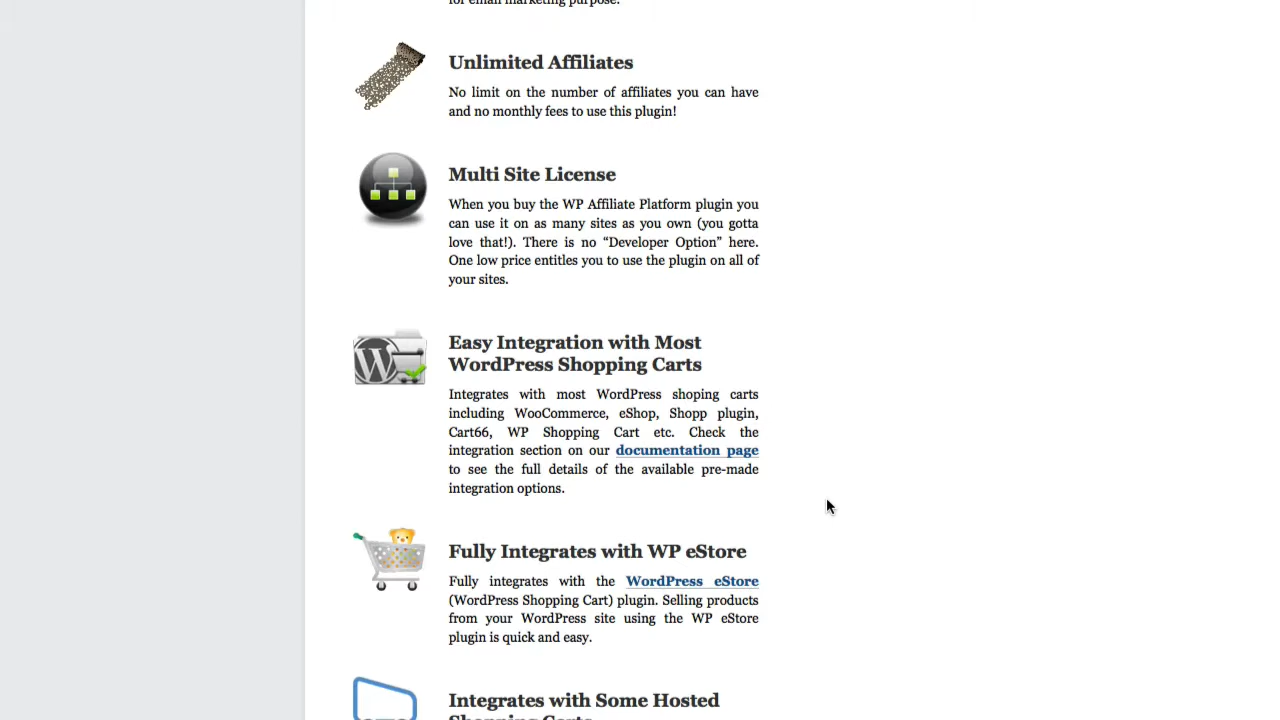 for email marketing purpose.
Unlimited Affiliates
No limit on the number of affiliates you can have
and no monthly fees to use this plugin!
Multi Site License
When you buy the WP Affiliate Platform plugin you
can use it on as many sites as you own (you gotta
love that!). There is no “Developer Option” here.
One low price entitles you to use the plugin on all of
your sites.
Easy Integration with Most
WordPress Shopping Carts
Integrates with most WordPress shoping carts
including WooCommerce, eShop, Shopp plugin,
Cart66, WP Shopping Cart etc. Check the
integration section on our documentation page
to see the full details of the available pre-made
integration options.
Fully Integrates with WP eStore
Fully integrates with the WordPress eStore
(WordPress Shopping Cart) plugin. Selling products
from your WordPress site using the WP eStore
plugin is quick and easy.
Integrates with Some Hosted
Shopping Carts